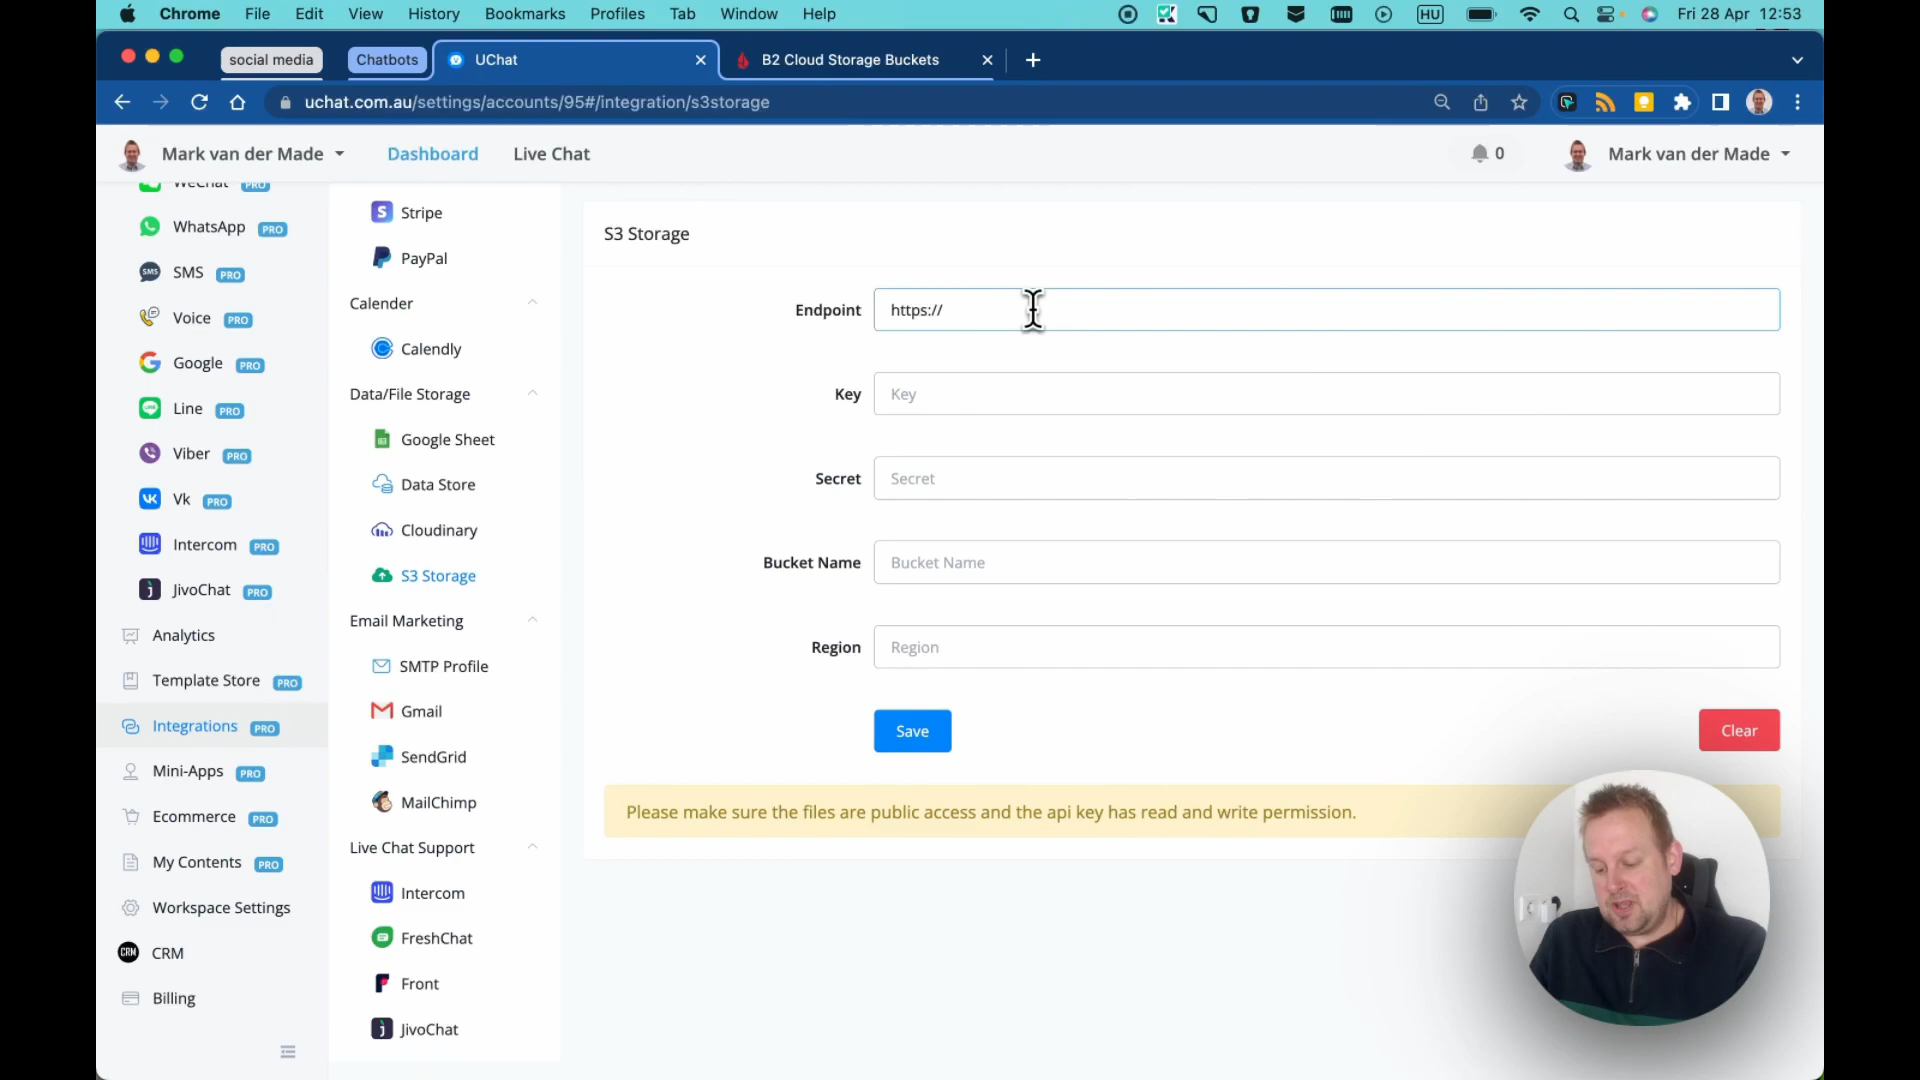 Chrome File Edit View History Bookmarks Profiles Tab Window Help HU Fri 28 Apr 12:53
social media Chatbots UChat B2 Cloud Storage Buckets
uchat.com.au/settings/accounts/95#/integration/s3storage
Mark van der Made Dashboard Live Chat 0 Mark van der Made
WeChat PRO
WhatsApp PRO
SMS SMS PRO
Voice PRO
Google PRO
Line PRO
Viber PRO
Vk PRO
Intercom PRO
JivoChat PRO
Analytics
Template Store PRO
Integrations PRO
Mini-Apps PRO
Ecommerce PRO
My Contents PRO
Workspace Settings
CRM CRM
Billing
Stripe
PayPal
Calender
Calendly
Data/File Storage
Google Sheet
Data Store
Cloudinary
S3 Storage
Email Marketing
SMTP Profile
Gmail
SendGrid
MailChimp
Live Chat Support
Intercom
FreshChat
Front
JivoChat
S3 Storage
Endpoint https://
Key Key
Secret Secret
Bucket Name Bucket Name
Region Region
Save Clear
Please make sure the files are public access and the api key has read and write permission.